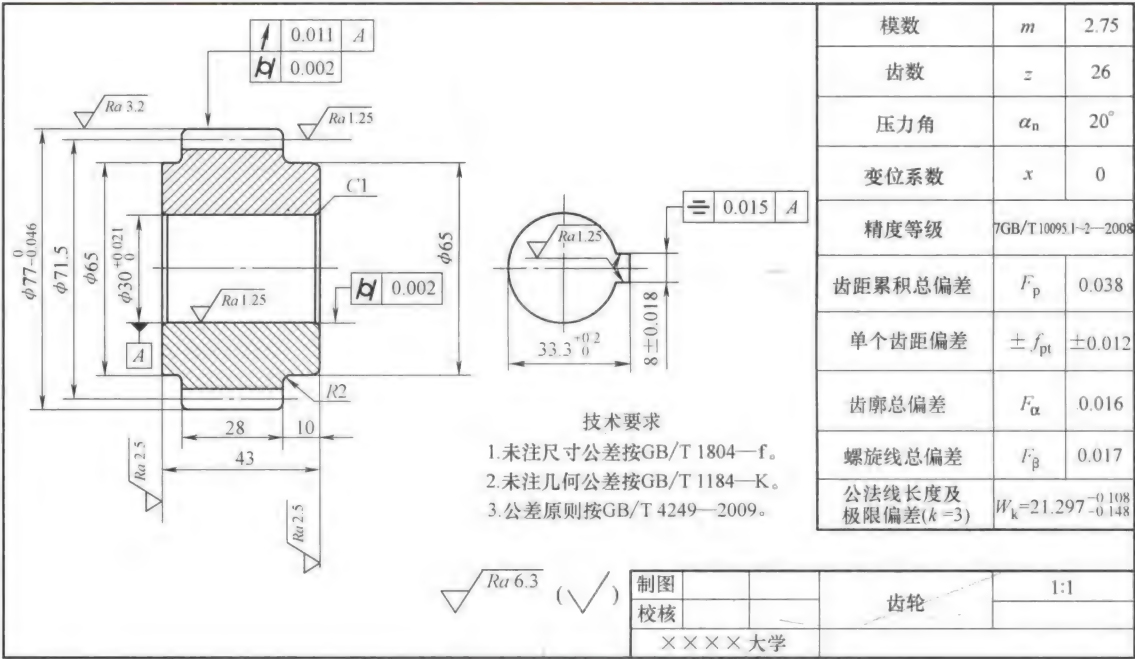 0.011 A
0.002
Ra 3.2
Ra 1.25
C1
φ77 0 -0.046
φ71.5
φ65
φ30 +0.021 0
φ65
Ra 1.25
0.002
A
R2
28 10
43
Ra 2.5
Ra 2.5
0.015 A
Ra1.25
33.3 +0.2 0
8±0.018
技术要求
1.未注尺寸公差按GB/T 1804—f。
2.未注几何公差按GB/T 1184—K。
3.公差原则按GB/T 4249—2009。
模数 m 2.75
齿数 z 26
压力角 αn 20°
变位系数 x 0
精度等级 7GB/T 10095.1~2—2008
齿距累积总偏差 Fp 0.038
单个齿距偏差 ±fpt ±0.012
齿廓总偏差 Fα 0.016
螺旋线总偏差 Fβ 0.017
公法线长度及
极限偏差(k=3) Wk=21.297 -0.108 -0.148
Ra 6.3 (√)
制图 齿轮 1:1
校核
××××大学